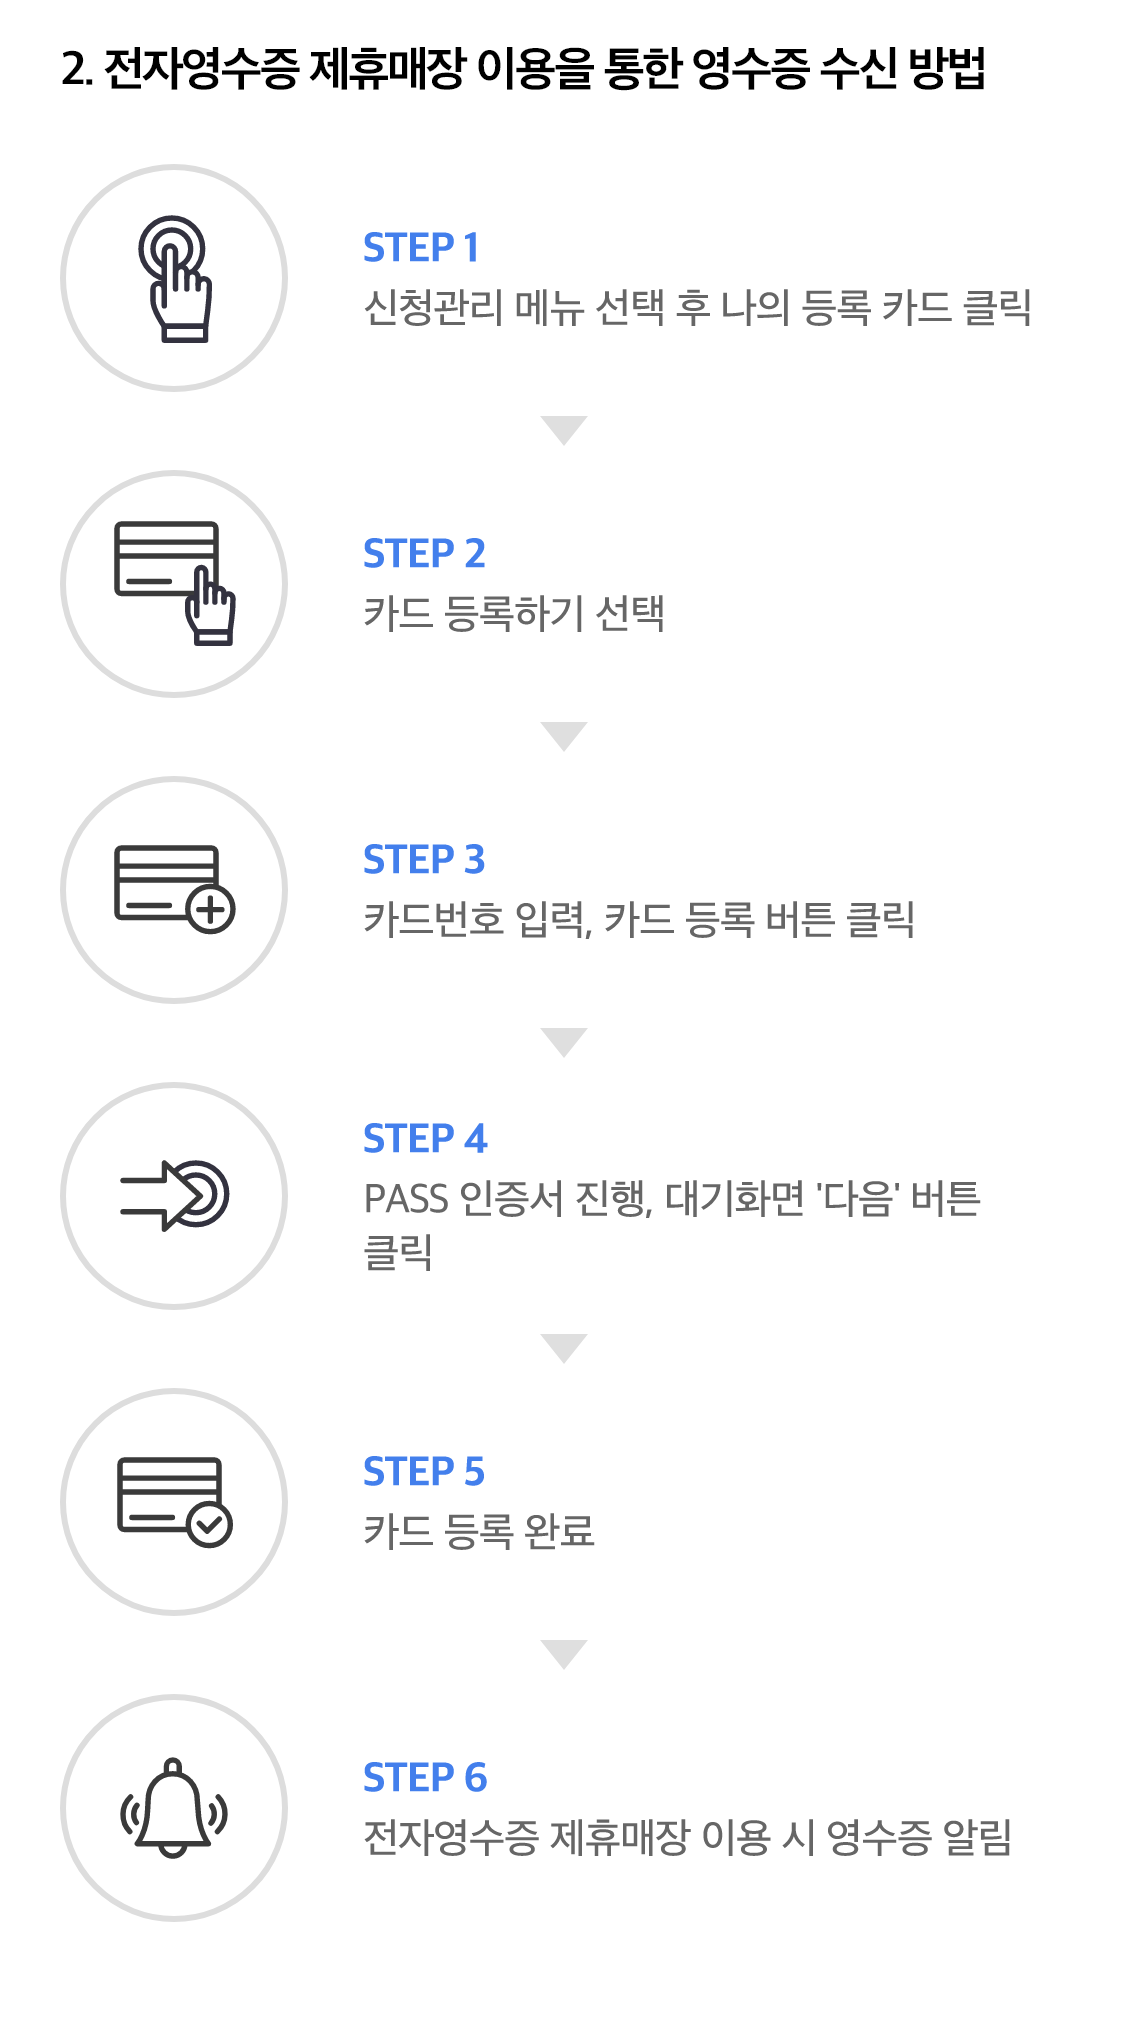 2. 전자영수증 제휴매장 이용을 통한 영수증 수신 방법
STEP 1
신청관리 메뉴 선택 후 나의 등록 카드 클릭
STEP 2
카드 등록하기 선택
STEP 3
카드번호 입력, 카드 등록 버튼 클릭
STEP 4
PASS 인증서 진행, 대기화면 '다음' 버튼
클릭
STEP 5
카드 등록 완료
STEP 6
전자영수증 제휴매장 이용 시 영수증 알림